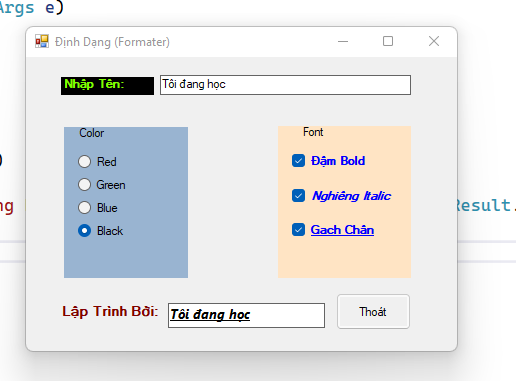 Args e)
Định Dạng (Formater)
Nhập Tên:
Tôi đang học
Color
Font
Red
Đậm Bold
Green
Nghiêng Italic
Blue
Gạch Chân
Black
Result.
Lập Trình Bởi:
Tôi đang học
Thoát